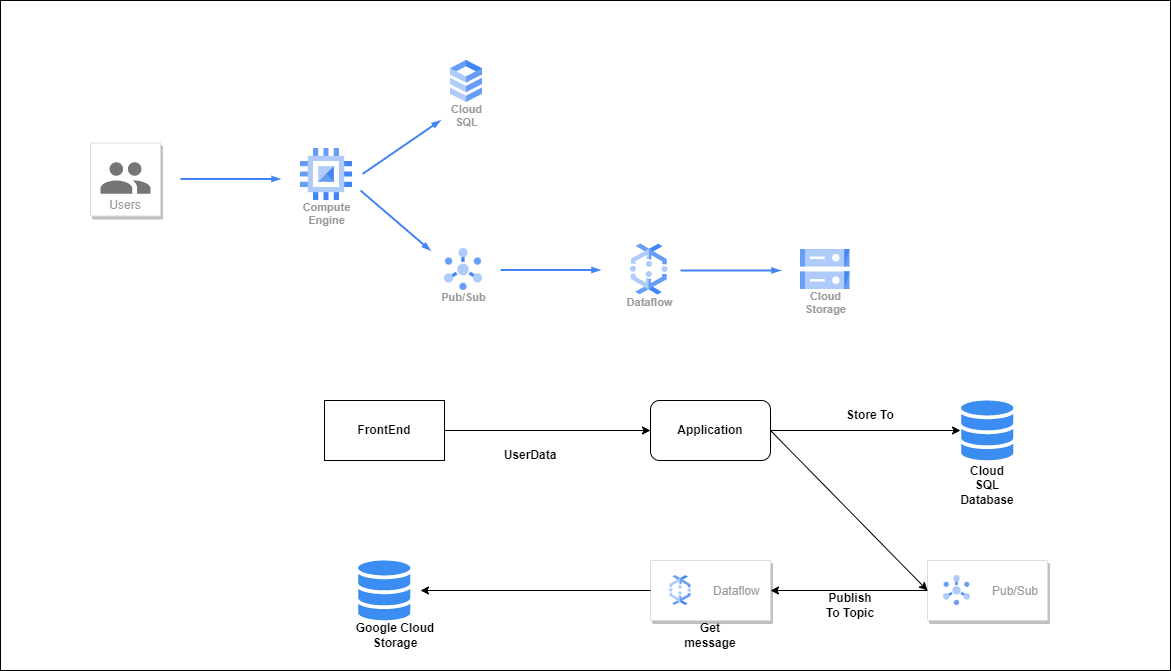 Cloud
SQL
Users
Compute
Engine
Pub/Sub
Dataflow
Cloud
Storage
FrontEnd
UserData
Application
Store To
Cloud
SQL
Database
Google Cloud
Storage
Dataflow
Get
message
Publish
To Topic
Pub/Sub